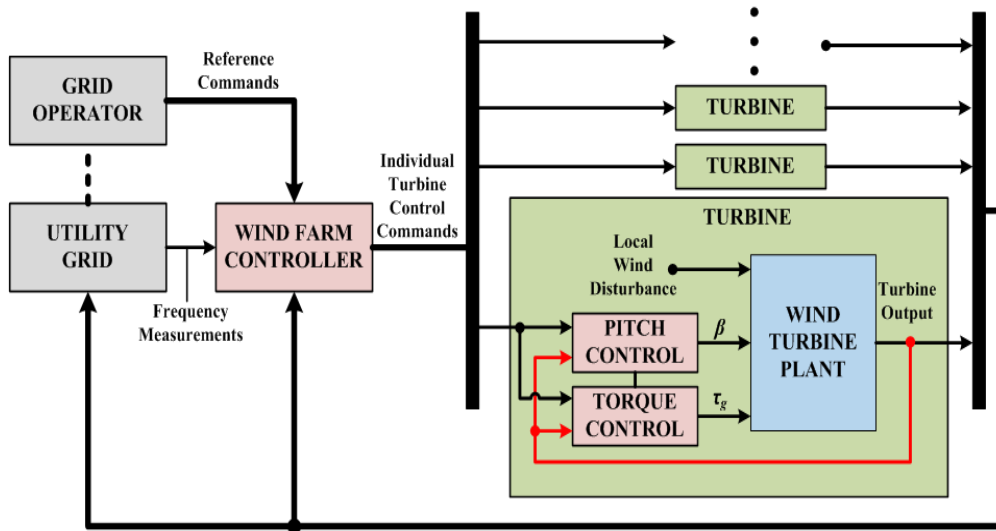 GRID
OPERATOR
Reference
Commands
UTILITY
GRID
Frequency
Measurements
WIND FARM
CONTROLLER
Individual
Turbine
Control
Commands
TURBINE
TURBINE
TURBINE
Local
Wind
Disturbance
PITCH
CONTROL
β
TORQUE
CONTROL
τg
WIND
TURBINE
PLANT
Turbine
Output